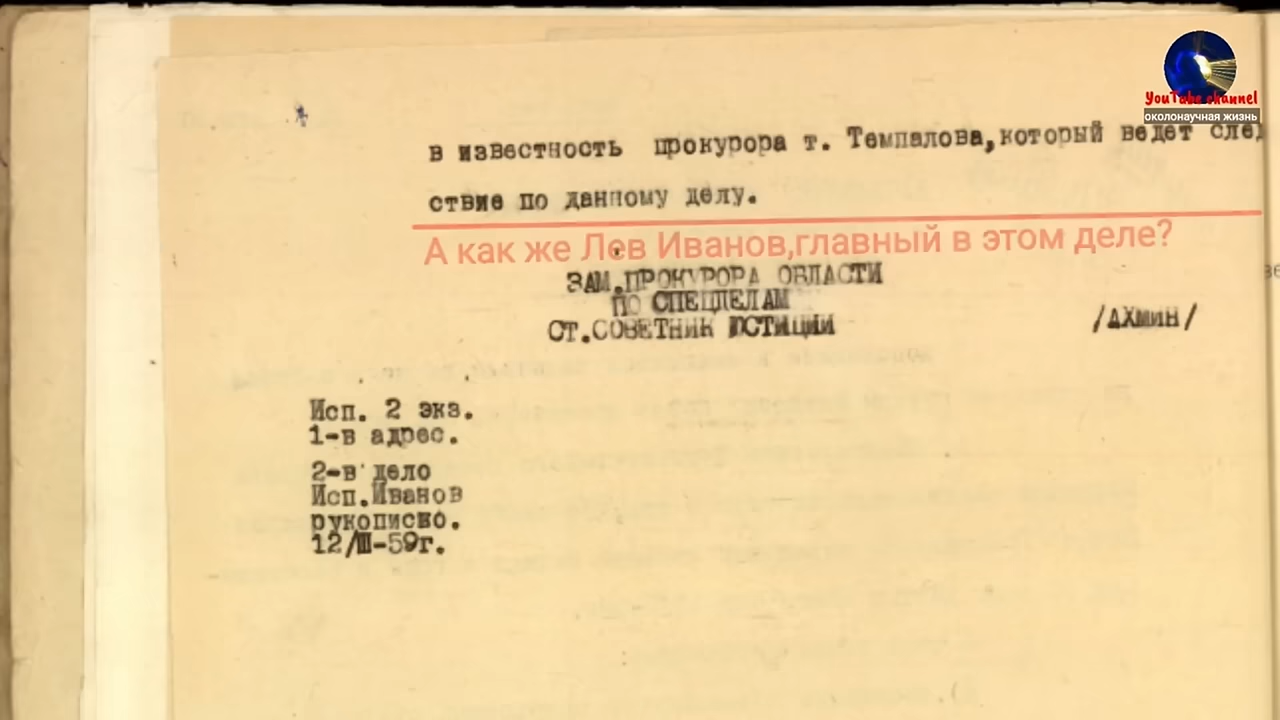 YouTube channel
околонаучная жизнь
в известность прокурора т. Темпалова,который ведет след
ствие по данному делу.
А как же Лев Иванов,главный в этом деле?
ЗАМ.ПРОКУРОРА ОБЛАСТИ
ПО СПЕЦДЕЛАМ
СТ.СОВЕТНИК ЮСТИЦИИ
/АХМИН/
Исп. 2 экз.
1-в адрес.
2-в дело
Исп.Иванов
рукописно.
12/III-59г.